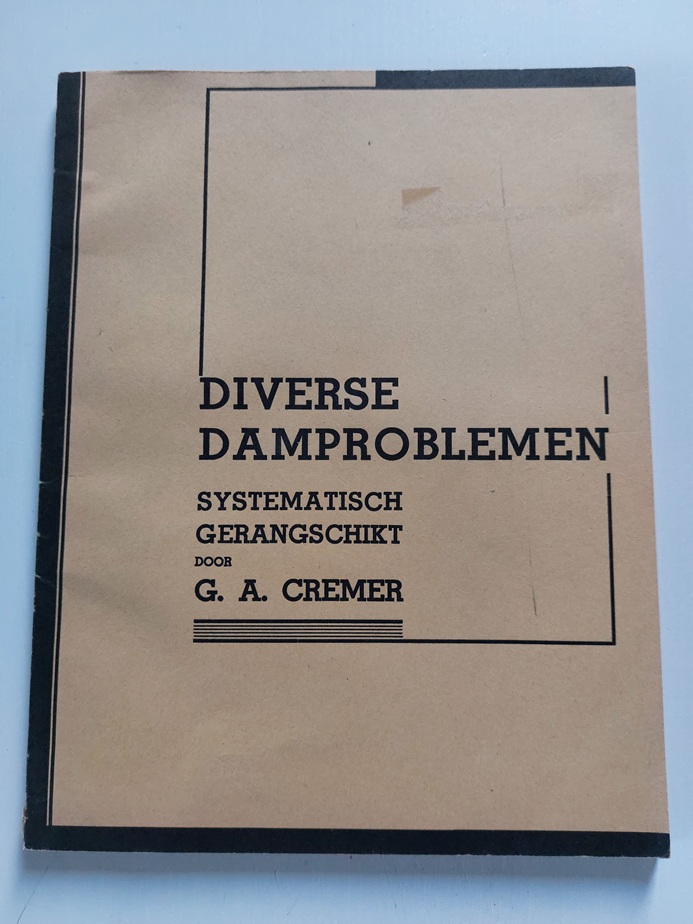 DIVERSE
DAMPROBLEMEN
SYSTEMATISCH
GERANGSCHIKT
DOOR
G. A. CREMER